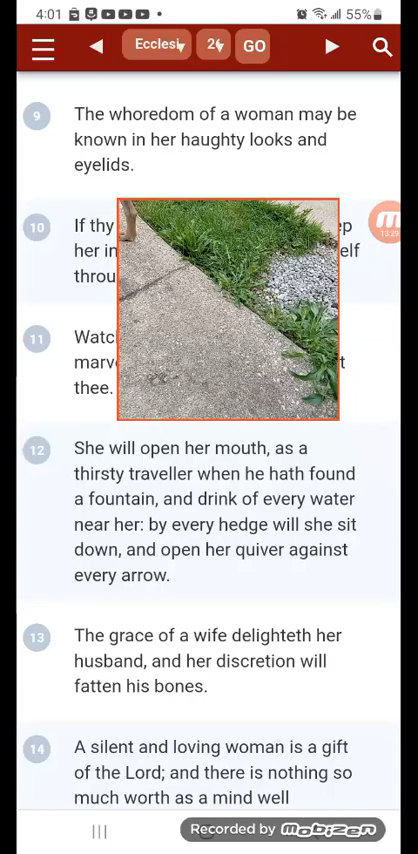 4:01
55%
Ecclesi
26
GO
9
The whoredom of a woman may be
known in her haughty looks and
eyelids.
13:29
10
If thy
her in
elf
throu
11
Watc
marv
t
thee.
12
She will open her mouth, as a
thirsty traveller when he hath found
a fountain, and drink of every water
near her: by every hedge will she sit
down, and open her quiver against
every arrow.
13
The grace of a wife delighteth her
husband, and her discretion will
fatten his bones.
14
A silent and loving woman is a gift
of the Lord; and there is nothing so
much worth as a mind well
Recorded by mobizen